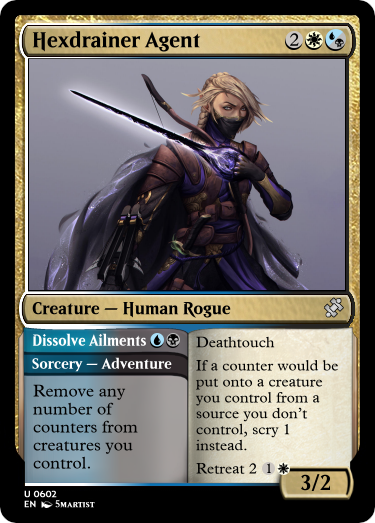 Hexdrainer Agent 2
Creature — Human Rogue
Dissolve Ailments
Sorcery — Adventure
Remove any
number of
counters from
creatures you
control.
Deathtouch
If a counter would be
put onto a creature
you control from a
source you don't
control, scry 1
instead.
Retreat 2 1
3/2
U 0602
EN 5martist